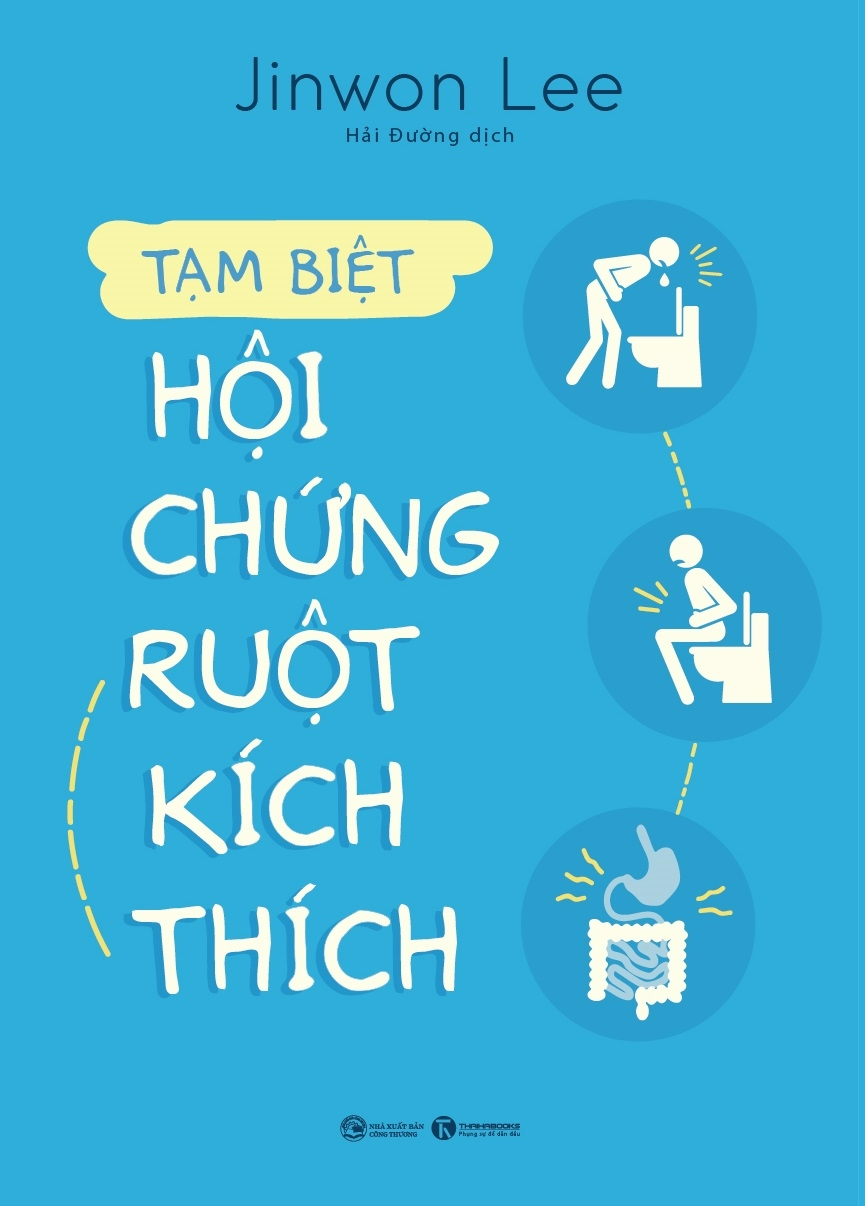 Jinwon Lee
Hải Đường dịch
TẠM BIỆT
HỘI
CHỨNG
RUỘT
KÍCH
THÍCH
NHÀ XUẤT BẢN
CÔNG THƯƠNG
THAIHABOOKS
Phụng sự để dẫn đầu